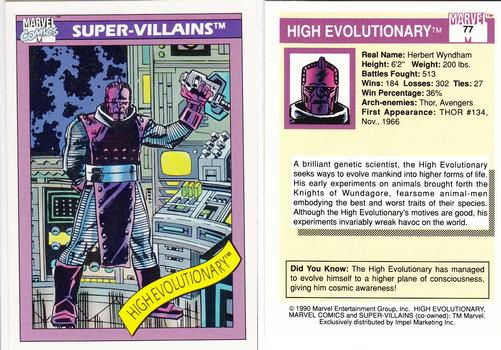 MARVEL
COMICS
SUPER-VILLAINS™
HIGH EVOLUTIONARY™
HIGH EVOLUTIONARY™
MARVEL™
77
Real Name: Herbert Wyndham
Height: 6'2" Weight: 200 lbs.
Battles Fought: 513
Wins: 184 Losses: 302 Ties: 27
Win Percentage: 36%
Arch-enemies: Thor, Avengers
First Appearance: THOR #134,
Nov., 1966
A brilliant genetic scientist, the High Evolutionary
seeks ways to evolve mankind into higher forms of life.
His early experiments on animals brought forth the
Knights of Wundagore, fearsome animal-men
embodying the best and worst traits of their species.
Although the High Evolutionary's motives are good, his
experiments invariably wreak havoc on the world.
Did You Know: The High Evolutionary has managed
to evolve himself to a higher plane of consciousness,
giving him cosmic awareness!
© 1990 Marvel Entertainment Group, Inc. HIGH EVOLUTIONARY,
MARVEL COMICS and SUPER-VILLAINS (co-owned): TM Marvel.
Exclusively distributed by Impel Marketing Inc.